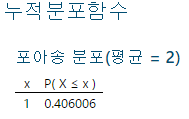 누적분포함수
포아송 분포(평균 = 2)
x P( X ≤ x )
1 0.406006